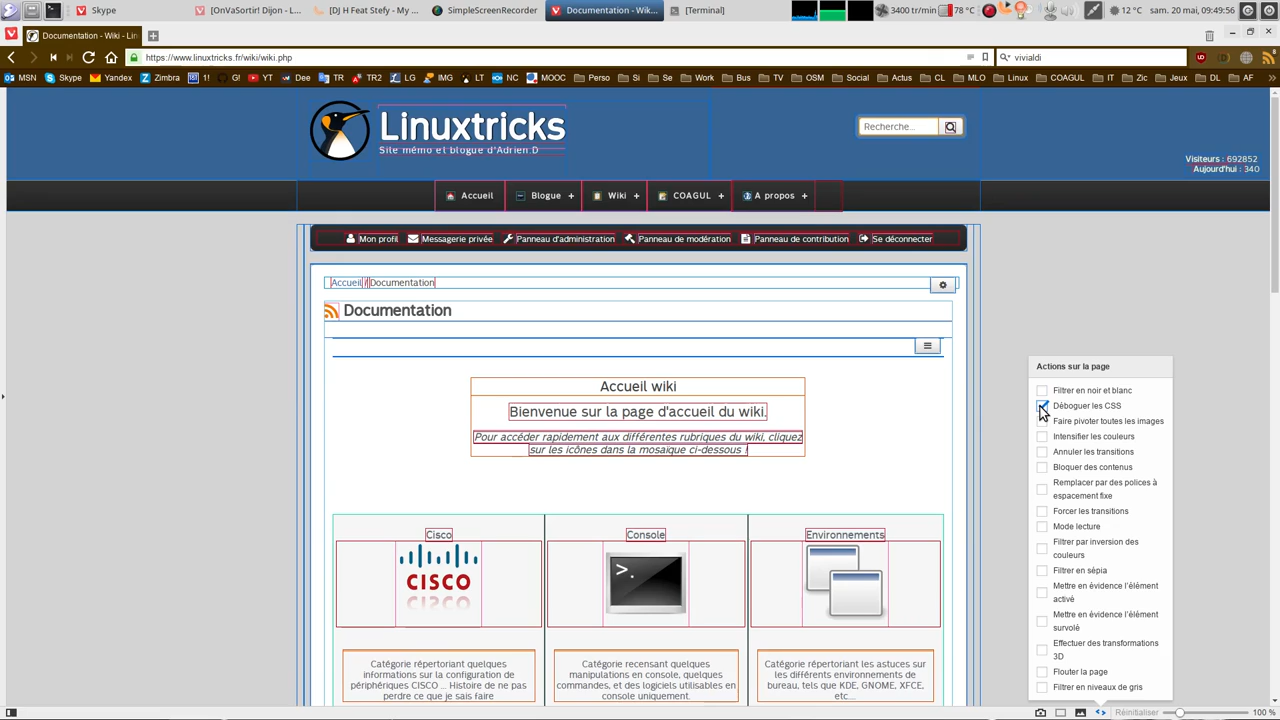 Skype
[OnVaSortir! Dijon - L...
[DJ H Feat Stefy - My ...
SimpleScreenRecorder
Documentation - Wik...
[Terminal]
3400 tr/min
78 °C
12 °C
sam. 20 mai, 09:49:56
Documentation - Wiki - Lin
https://www.linuxtricks.fr/wiki/wiki.php
vivialdi
MSN Skype Yandex Zimbra 1! G! YT Dee TR TR2 LG IMG LT NC MOOC Perso Si Se Work Bus TV OSM Social Actus CL MLO Linux COAGUL IT Zic Jeux DL AF
Linuxtricks
Site mémo et blogue d'Adrien.D
Recherche...
Visiteurs : 692852
Aujourd'hui : 340
Accueil Blogue + Wiki + COAGUL + A propos +
Mon profil Messagerie privée Panneau d'administration Panneau de modération Panneau de contribution Se déconnecter
Accueil / Documentation
Documentation
Accueil wiki
Bienvenue sur la page d'accueil du wiki.
Pour accéder rapidement aux différentes rubriques du wiki, cliquez
sur les icônes dans la mosaïque ci-dessous !
Cisco
CISCO
Catégorie répertoriant quelques
informations sur la configuration de
périphériques CISCO ... Histoire de ne pas
perdre ce que je sais faire
Console
>_
Catégorie recensant quelques
manipulations en console, quelques
commandes, et des logiciels utilisables en
console uniquement.
Environnements
Catégorie répertoriant les astuces sur
les différents environnements de
bureau, tels que KDE, GNOME, XFCE,
etc...
Actions sur la page
Filtrer en noir et blanc
Déboguer les CSS
Faire pivoter toutes les images
Intensifier les couleurs
Annuler les transitions
Bloquer des contenus
Remplacer par des polices à
espacement fixe
Forcer les transitions
Mode lecture
Filtrer par inversion des
couleurs
Filtrer en sépia
Mettre en évidence l'élément
activé
Mettre en évidence l'élément
survolé
Effectuer des transformations
3D
Flouter la page
Filtrer en niveaux de gris
Réinitialiser
100 %